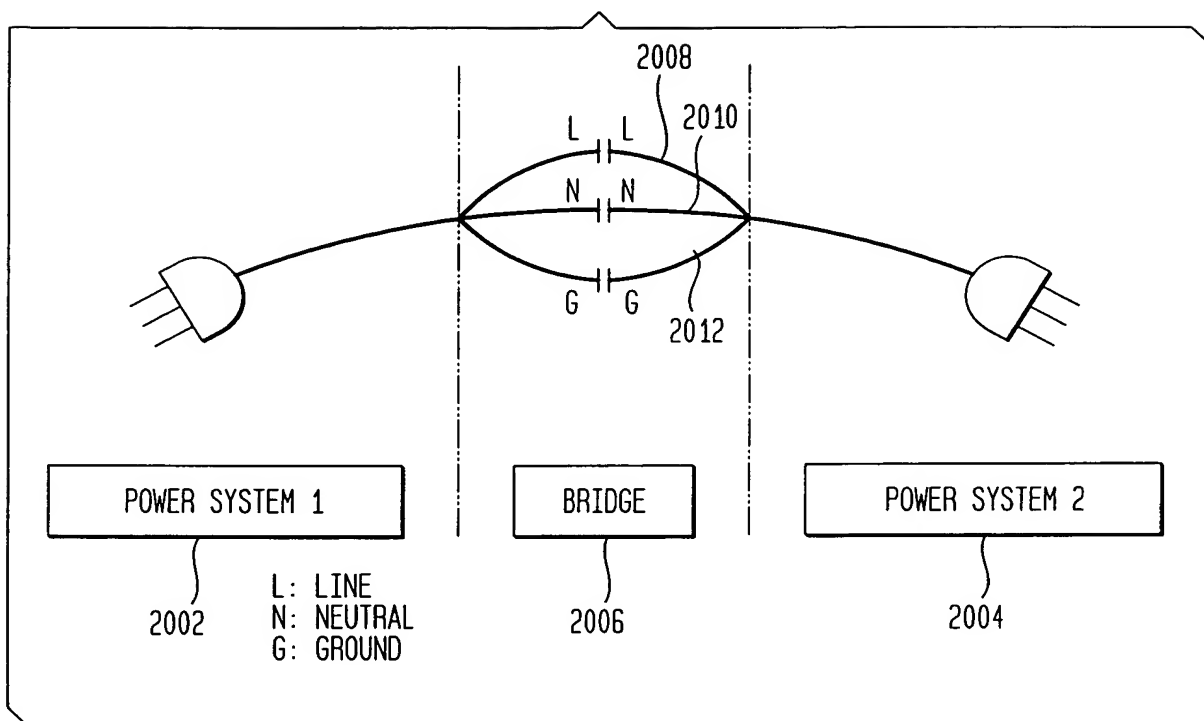 2008
L L
2010
N N
G G
2012
POWER SYSTEM 1
BRIDGE
POWER SYSTEM 2
L: LINE
N: NEUTRAL
G: GROUND
2002
2006
2004